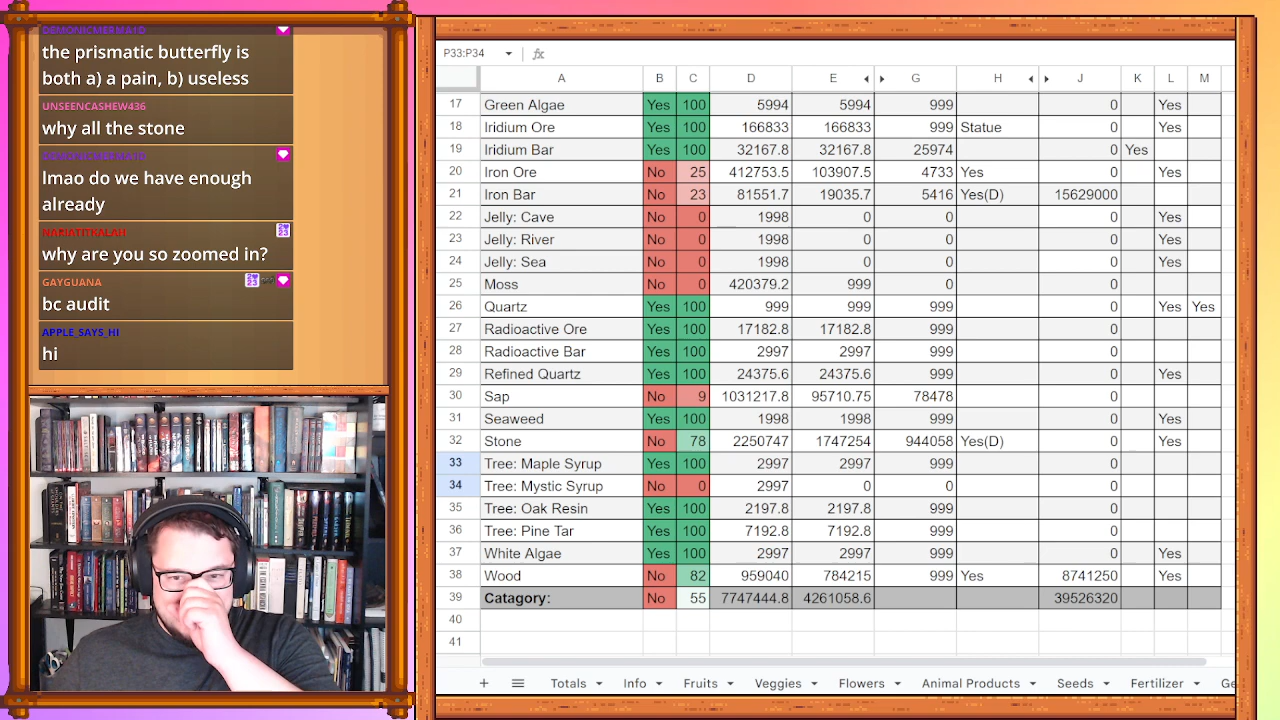 DEMONICMERMA1D
the prismatic butterfly is
both a) a pain, b) useless
UNSEENCASHEW436
why all the stone
DEMONICMERMA1D
lmao do we have enough
already
NARIATITKALAH
why are you so zoomed in?
GAYGUANA
bc audit
APPLE_SAYS_HI
hi
P33:P34 fx
A B C D E G H J K L M
17 Green Algae Yes 100 5994 5994 999 0 Yes
18 Iridium Ore Yes 100 166833 166833 999 Statue 0 Yes
19 Iridium Bar Yes 100 32167.8 32167.8 25974 0 Yes
20 Iron Ore No 25 412753.5 103907.5 4733 Yes 0 Yes
21 Iron Bar No 23 81551.7 19035.7 5416 Yes(D) 15629000
22 Jelly: Cave No 0 1998 0 0 0 Yes
23 Jelly: River No 0 1998 0 0 0 Yes
24 Jelly: Sea No 0 1998 0 0 0 Yes
25 Moss No 0 420379.2 999 0 0
26 Quartz Yes 100 999 999 999 0 Yes Yes
27 Radioactive Ore Yes 100 17182.8 17182.8 999 0
28 Radioactive Bar Yes 100 2997 2997 999 0
29 Refined Quartz Yes 100 24375.6 24375.6 999 0 Yes
30 Sap No 9 1031217.8 95710.75 78478 0
31 Seaweed Yes 100 1998 1998 999 0 Yes
32 Stone No 78 2250747 1747254 944058 Yes(D) 0 Yes
33 Tree: Maple Syrup Yes 100 2997 2997 999 0
34 Tree: Mystic Syrup No 0 2997 0 0 0
35 Tree: Oak Resin Yes 100 2197.8 2197.8 999 0
36 Tree: Pine Tar Yes 100 7192.8 7192.8 999 0
37 White Algae Yes 100 2997 2997 999 0 Yes
38 Wood No 82 959040 784215 999 Yes 8741250 Yes
39 Catagory: No 55 7747444.8 4261058.6 39526320
40
41
Totals Info Fruits Veggies Flowers Animal Products Seeds Fertilizer Ge